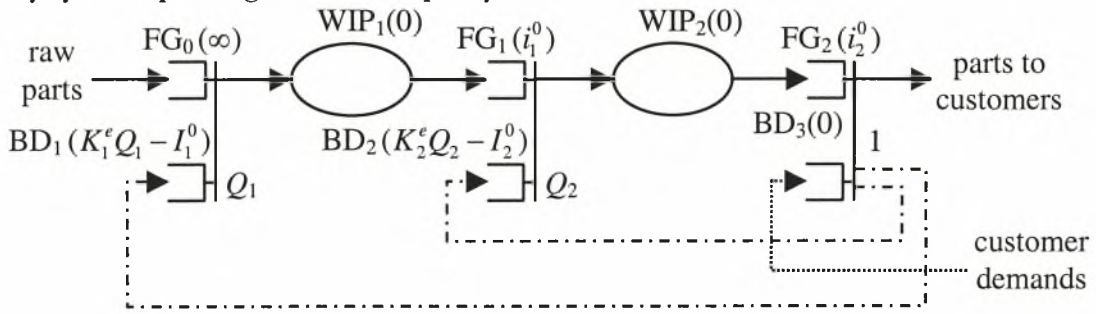 WIP₁(0)
WIP₂(0)
raw
parts
FG₀(∞)
FG₁(i₁⁰)
FG₂(i₂⁰)
parts to
customers
BD₁(K₁ᵉQ₁ − I₁⁰)
BD₂(K₂ᵉQ₂ − I₂⁰)
BD₃(0)
1
Q₁
Q₂
customer
demands